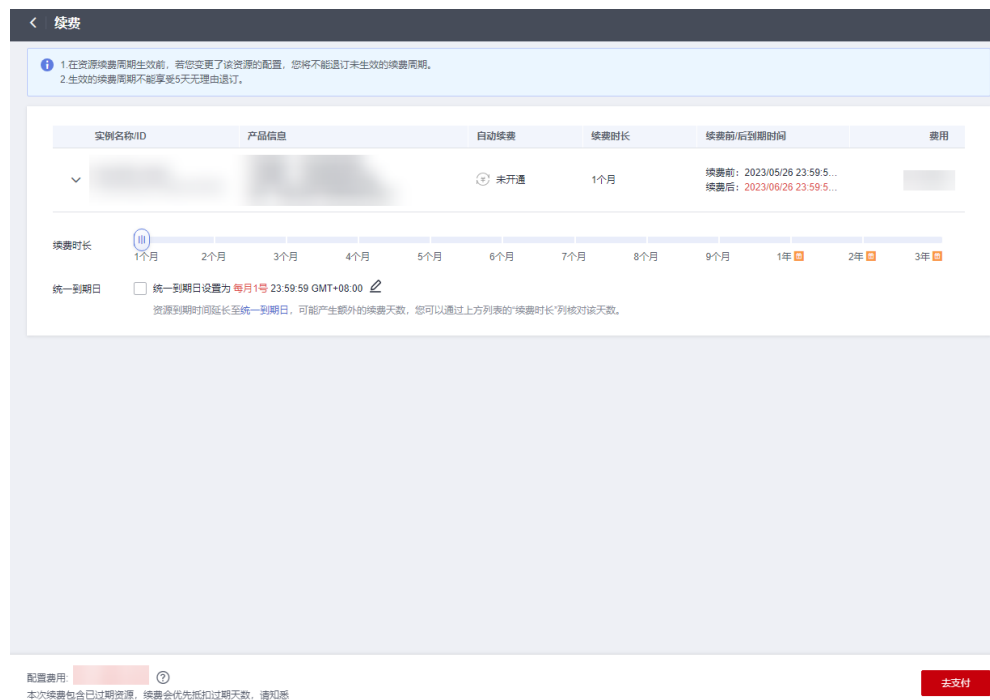 续费
1.在资源续费周期生效前，若您变更了该资源的配置，您将不能退订未生效的续费周期。
2.生效的续费周期不能享受5天无理由退订。
实例名称/ID 产品信息 自动续费 续费时长 续费前/后到期时间 费用
未开通 1个月
续费前：2023/05/26 23:59:5...
续费后：2023/06/26 23:59:5...
续费时长
1个月 2个月 3个月 4个月 5个月 6个月 7个月 8个月 9个月 1年 2年 3年
统一到期日 统一到期日设置为 每月1号 23:59:59 GMT+08:00
资源到期时间延长至统一到期日，可能产生额外的续费天数，您可以通过上方列表的“续费时长”列核对该天数。
配置费用:
去支付
本次续费包含已过期资源，续费会优先抵扣过期天数，请知悉